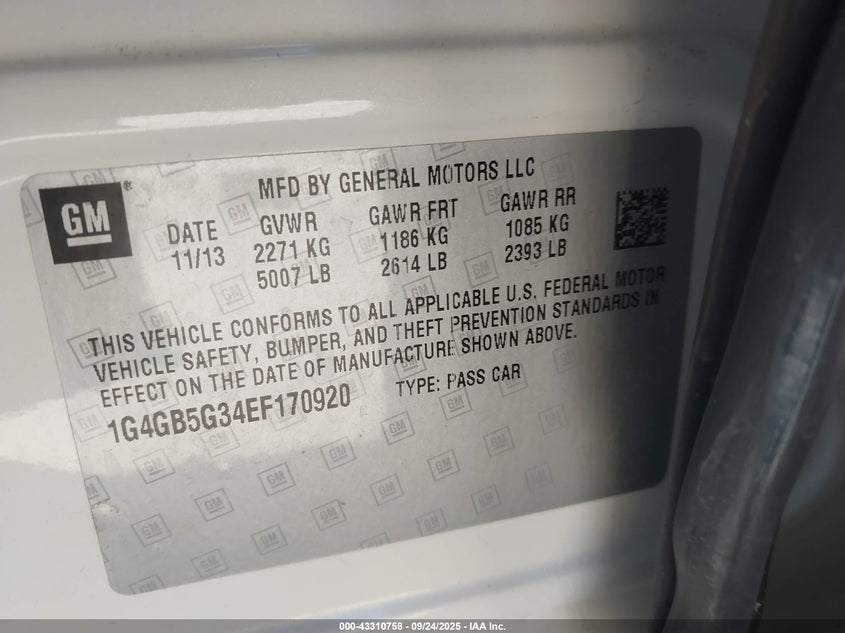 GM®
MFD BY GENERAL MOTORS LLC
DATE GVWR GAWR FRT GAWR RR
11/13 2271 KG 1186 KG 1085 KG
5007 LB 2614 LB 2393 LB
THIS VEHICLE CONFORMS TO ALL APPLICABLE U.S. FEDERAL MOTOR
VEHICLE SAFETY, BUMPER, AND THEFT PREVENTION STANDARDS IN
EFFECT ON THE DATE OF MANUFACTURE SHOWN ABOVE.
1G4GB5G34EF170920 TYPE: PASS CAR
000-43310758 - 09/24/2025 - IAA Inc.